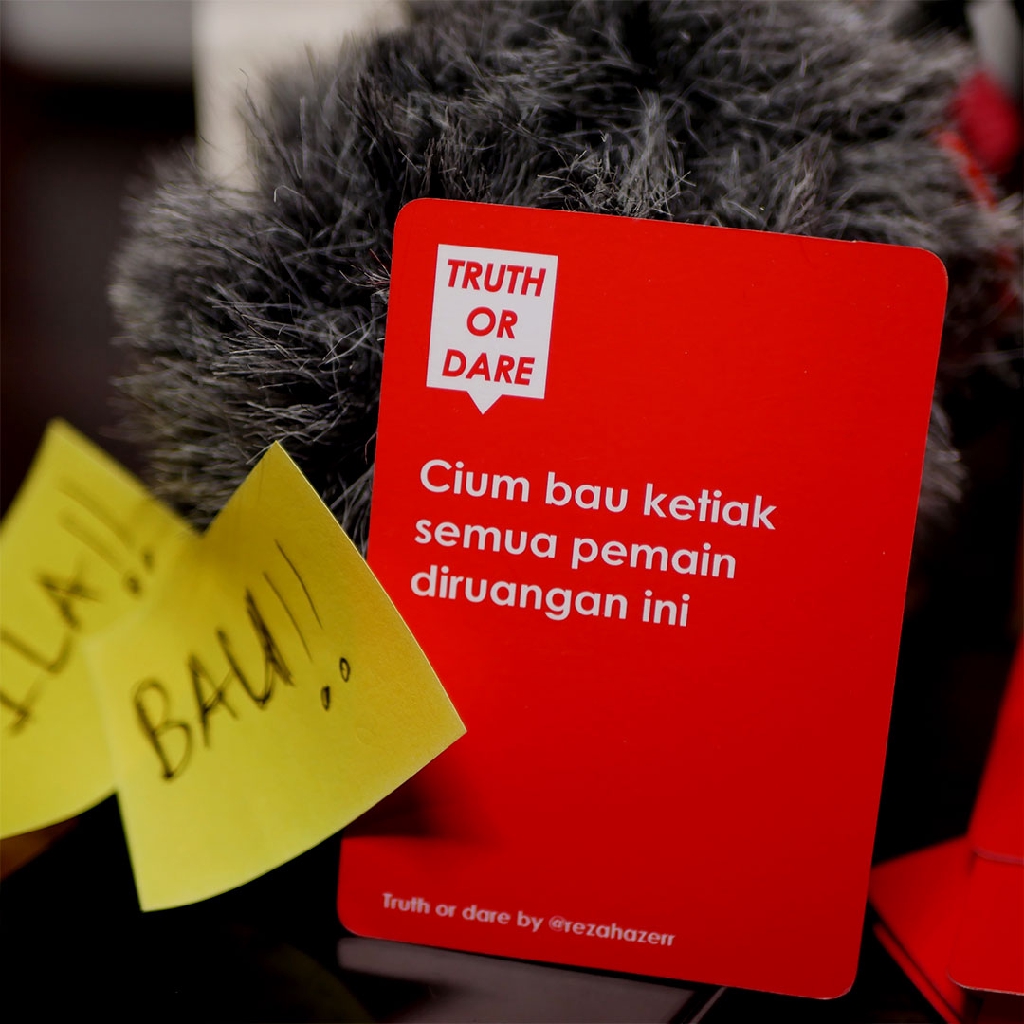 TRUTH
OR
DARE
Cium bau ketiak
semua pemain
diruangan ini
BAU!!
Truth or dare by @rezahazerr